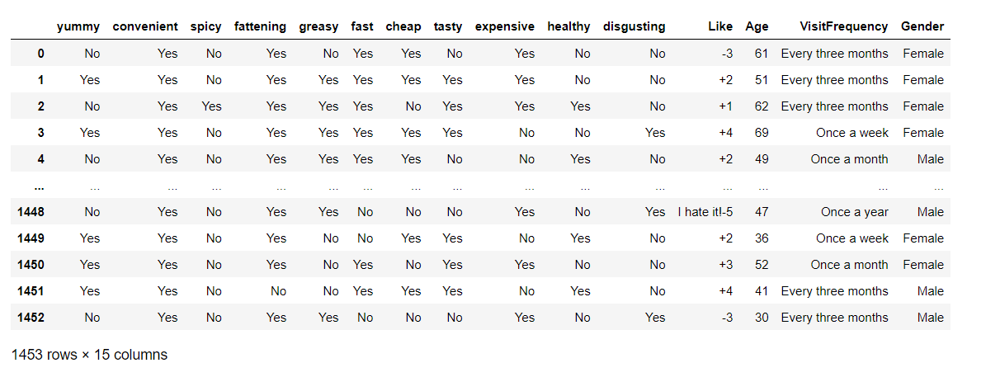 yummy convenient spicy fattening greasy fast cheap tasty expensive healthy disgusting Like Age VisitFrequency Gender
0 No Yes No Yes No Yes Yes No Yes No No -3 61 Every three months Female
1 Yes Yes No Yes Yes Yes Yes Yes Yes No No +2 51 Every three months Female
2 No Yes Yes Yes Yes Yes No Yes Yes Yes No +1 62 Every three months Female
3 Yes Yes No Yes Yes Yes Yes Yes No No Yes +4 69 Once a week Female
4 No Yes No Yes Yes Yes Yes No No Yes No +2 49 Once a month Male
... ... ... ... ... ... ... ... ... ... ... ... ... ... ... ...
1448 No Yes No Yes Yes No No No Yes No Yes I hate it!-5 47 Once a year Male
1449 Yes Yes No Yes No No Yes Yes No Yes No +2 36 Once a week Female
1450 Yes Yes No Yes No Yes No Yes Yes No No +3 52 Once a month Female
1451 Yes Yes No No No Yes Yes Yes No Yes No +4 41 Every three months Male
1452 No Yes No Yes Yes No No No Yes No Yes -3 30 Every three months Male
1453 rows × 15 columns